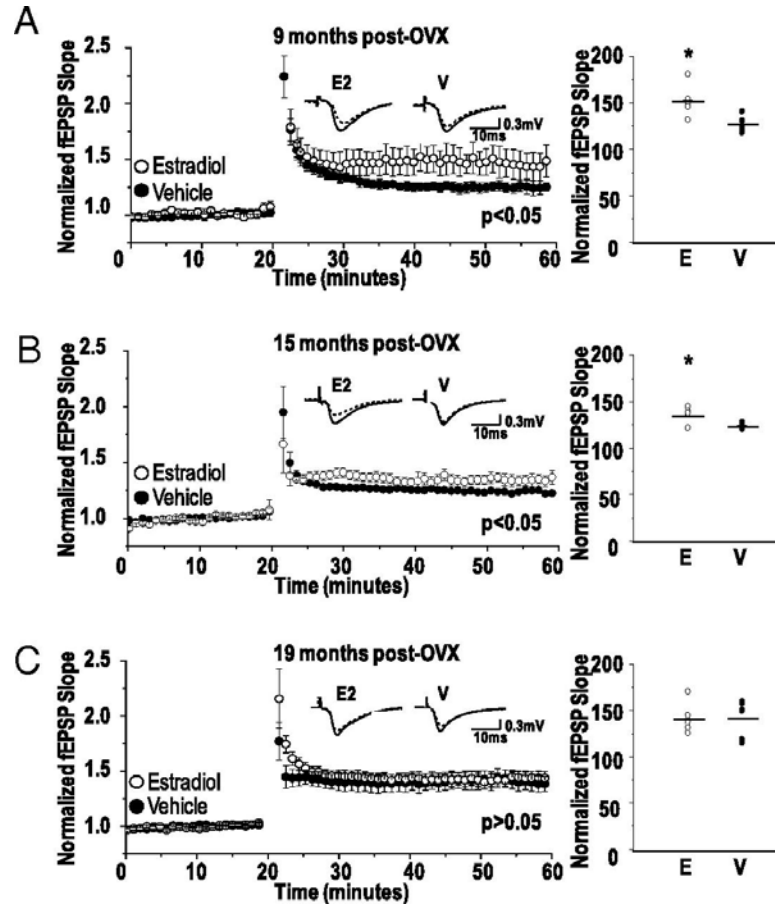 A
9 months post-OVX
Normalized fEPSP Slope
2.5
2.0
1.5
1.0
E2
V
0.3mV
10ms
Estradiol
Vehicle
p<0.05
0 10 20 30 40 50 60
Time (minutes)
200
150
100
50
0
*
E V
B
15 months post-OVX
Normalized fEPSP Slope
2.5
2.0
1.5
1.0
E2
V
0.3mV
10ms
Estradiol
Vehicle
p<0.05
0 10 20 30 40 50 60
Time (minutes)
Normalized fEPSP Slope
200
150
100
50
0
*
E V
C
19 months post-OVX
Normalized fEPSP Slope
2.5
2.0
1.5
1.0
E2
V
0.3mV
10ms
Estradiol
Vehicle
p>0.05
0 10 20 30 40 50 60
Time (minutes)
Normalized fEPSP Slope
200
150
100
50
0
E V